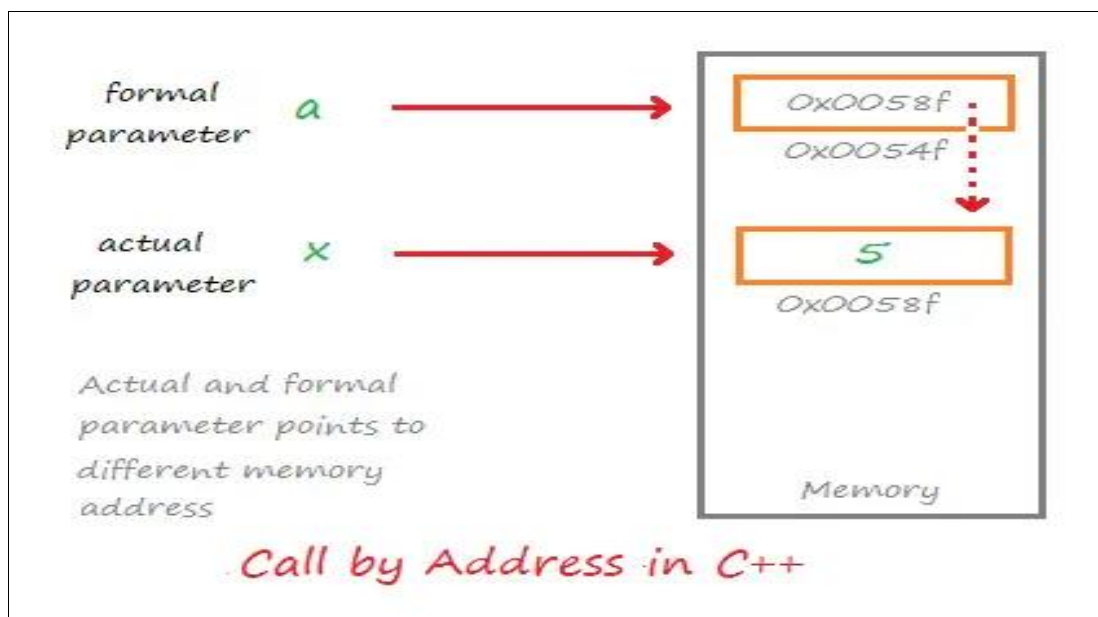 formal
parameter
a
0x0058f
0x0054f
actual
parameter
x
5
0x0058f
Actual and formal
parameter points to
different memory
address
Memory
Call by Address in C++